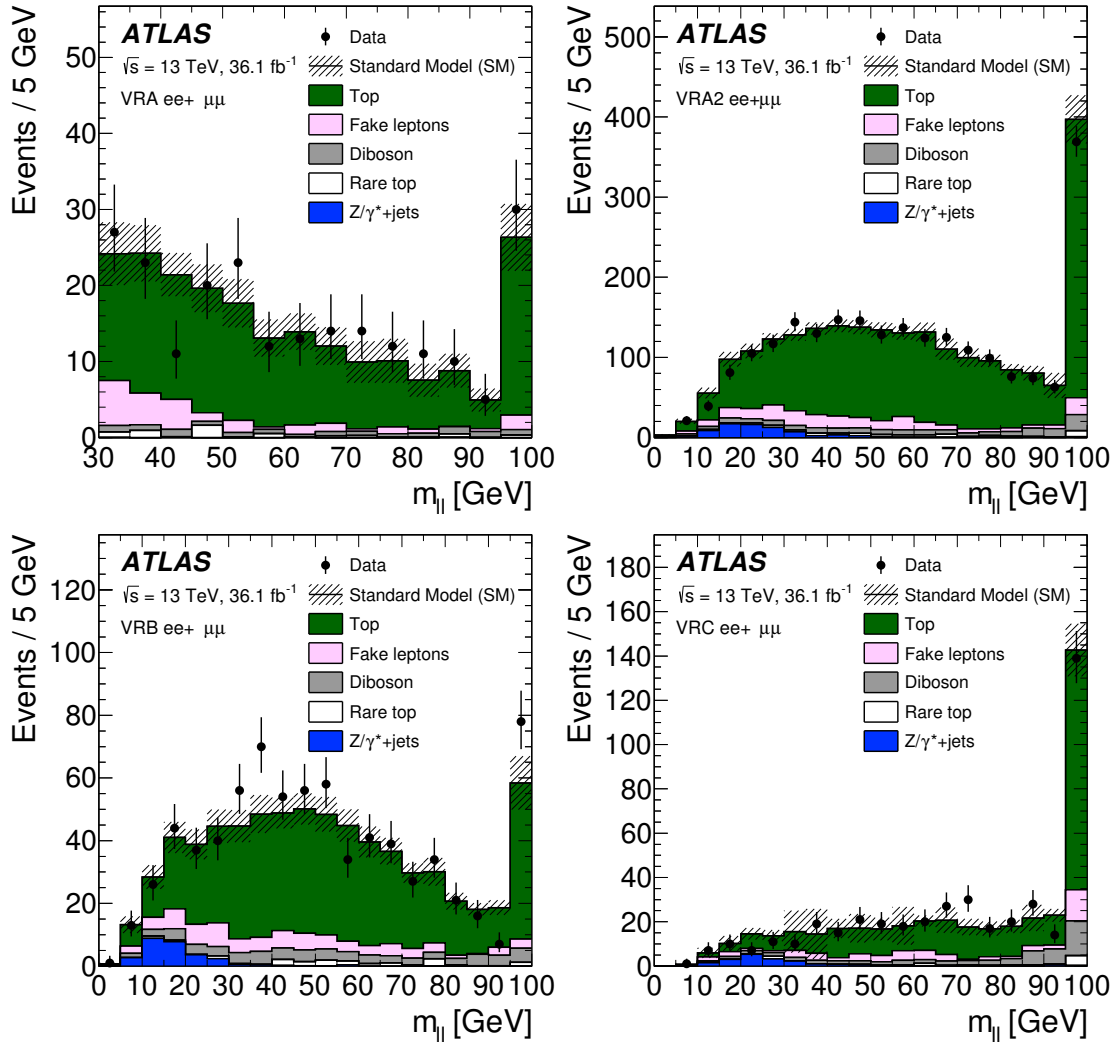 Events / 5 GeV
50
40
30
20
10
0
ATLAS
√s = 13 TeV, 36.1 fb⁻¹
VRA ee+ μμ
Data
Standard Model (SM)
Top
Fake leptons
Diboson
Rare top
Z/γ*+jets
30 40 50 60 70 80 90 100
m_ll [GeV]
Events / 5 GeV
500
400
300
200
100
0
ATLAS
√s = 13 TeV, 36.1 fb⁻¹
VRA2 ee+μμ
Data
Standard Model (SM)
Top
Fake leptons
Diboson
Rare top
Z/γ*+jets
0 10 20 30 40 50 60 70 80 90 100
m_ll [GeV]
Events / 5 GeV
120
100
80
60
40
20
0
ATLAS
√s = 13 TeV, 36.1 fb⁻¹
VRB ee+ μμ
Data
Standard Model (SM)
Top
Fake leptons
Diboson
Rare top
Z/γ*+jets
0 10 20 30 40 50 60 70 80 90 100
m_ll [GeV]
Events / 5 GeV
180
160
140
120
100
80
60
40
20
0
ATLAS
√s = 13 TeV, 36.1 fb⁻¹
VRC ee+ μμ
Data
Standard Model (SM)
Top
Fake leptons
Diboson
Rare top
Z/γ*+jets
0 10 20 30 40 50 60 70 80 90 100
m_ll [GeV]